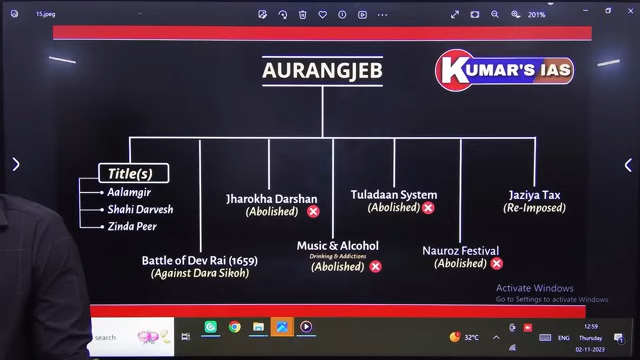 15.jpeg
201%
AURANGJEB
KUMAR'S IAS
Title(s)
Aalamgir
Shahi Darvesh
Zinda Peer
Battle of Dev Rai (1659)
(Against Dara Sikoh)
Jharokha Darshan
(Abolished)
Music & Alcohol
Drinking & Addictions
(Abolished)
Tuladaan System
(Abolished)
Nauroz Festival
(Abolished)
Jaziya Tax
(Re-Imposed)
Activate Windows
Go to Settings to activate Windows
search
32°C
ENG
12:59
Thursday
02-11-2023